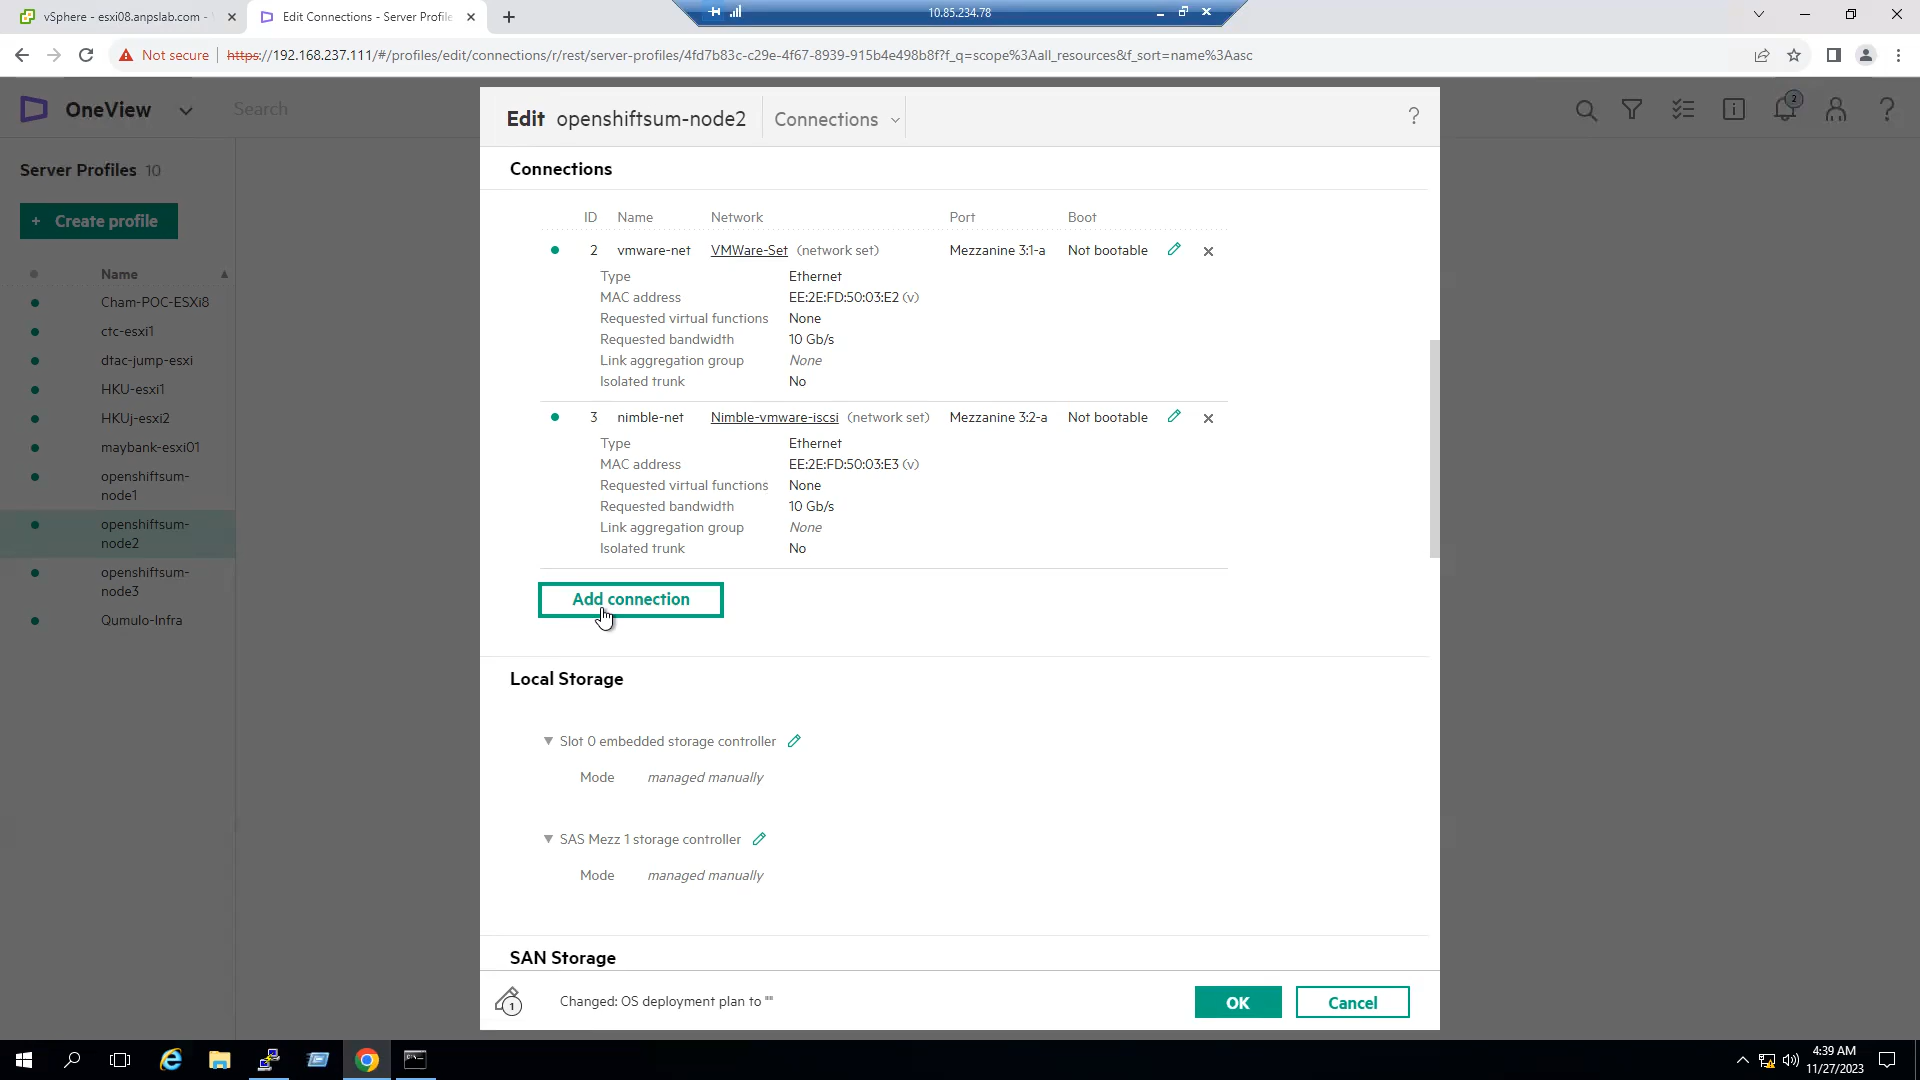 vSphere - esxi08.anpslab.com -
Edit Connections - Server Profile
10.85.234.78
Not secure
https://192.168.237.111/#/profiles/edit/connections/r/rest/server-profiles/4fd7b83c-c29e-4f67-8939-915b4e498b8f?f_q=scope%3Aall_resources&f_sort=name%3Aasc
OneView
Search
2
Edit openshiftsum-node2
Connections
?
Server Profiles 10
+ Create profile
Name
Cham-POC-ESXi8
ctc-esxi1
dtac-jump-esxi
HKU-esxi1
HKUj-esxi2
maybank-esxi01
openshiftsum-
node1
openshiftsum-
node2
openshiftsum-
node3
Qumulo-Infra
Connections
ID Name Network Port Boot
2 vmware-net VMWare-Set (network set) Mezzanine 3:1-a Not bootable
Type Ethernet
MAC address EE:2E:FD:50:03:E2 (v)
Requested virtual functions None
Requested bandwidth 10 Gb/s
Link aggregation group None
Isolated trunk No
3 nimble-net Nimble-vmware-iscsi (network set) Mezzanine 3:2-a Not bootable
Type Ethernet
MAC address EE:2E:FD:50:03:E3 (v)
Requested virtual functions None
Requested bandwidth 10 Gb/s
Link aggregation group None
Isolated trunk No
Add connection
Local Storage
Slot 0 embedded storage controller
Mode managed manually
SAS Mezz 1 storage controller
Mode managed manually
SAN Storage
1
Changed: OS deployment plan to ""
OK
Cancel
4:39 AM
11/27/2023